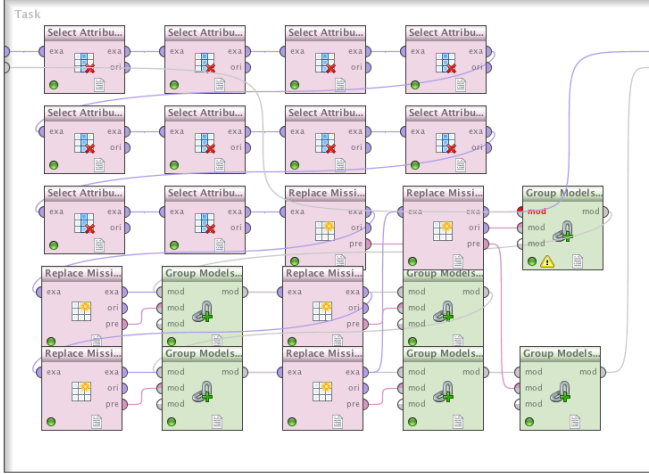 Task
Select Attribu... Select Attribu... Select Attribu... Select Attribu...
exa exa exa exa exa exa exa exa
ori ori ori ori
Select Attribu... Select Attribu... Select Attribu... Select Attribu...
exa exa exa exa exa exa exa exa
ori ori ori ori
Select Attribu... Select Attribu... Replace Missi... Replace Missi... Group Models...
exa exa exa exa exa exa exa exa mod mod
ori ori ori ori mod
pre pre mod
Replace Missi... Group Models... Replace Missi... Group Models...
exa exa mod mod exa exa mod mod
ori mod ori mod
pre mod pre mod
Replace Missi... Group Models... Replace Missi... Group Models... Group Models...
exa exa mod mod exa exa mod mod mod mod
ori mod ori mod mod
pre mod pre mod mod